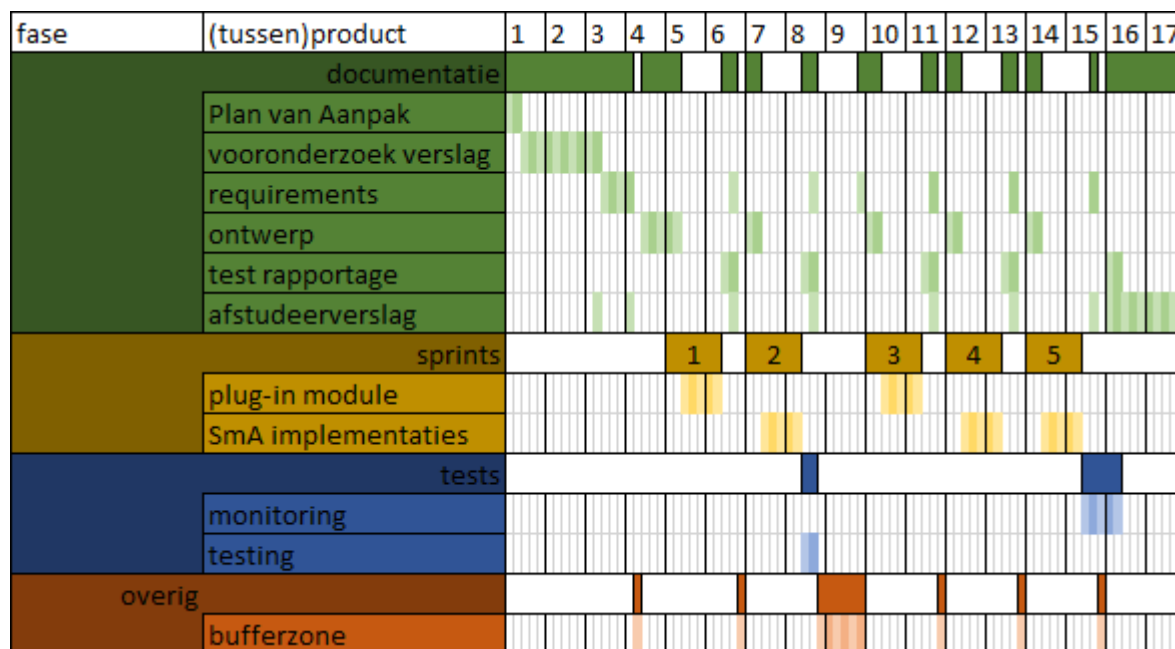 fase (tussen)product 1 2 3 4 5 6 7 8 9 10 11 12 13 14 15 16 17
documentatie
Plan van Aanpak
vooronderzoek verslag
requirements
ontwerp
test rapportage
afstudeerverslag
sprints 1 2 3 4 5
plug-in module
SmA implementaties
tests
monitoring
testing
overig
bufferzone